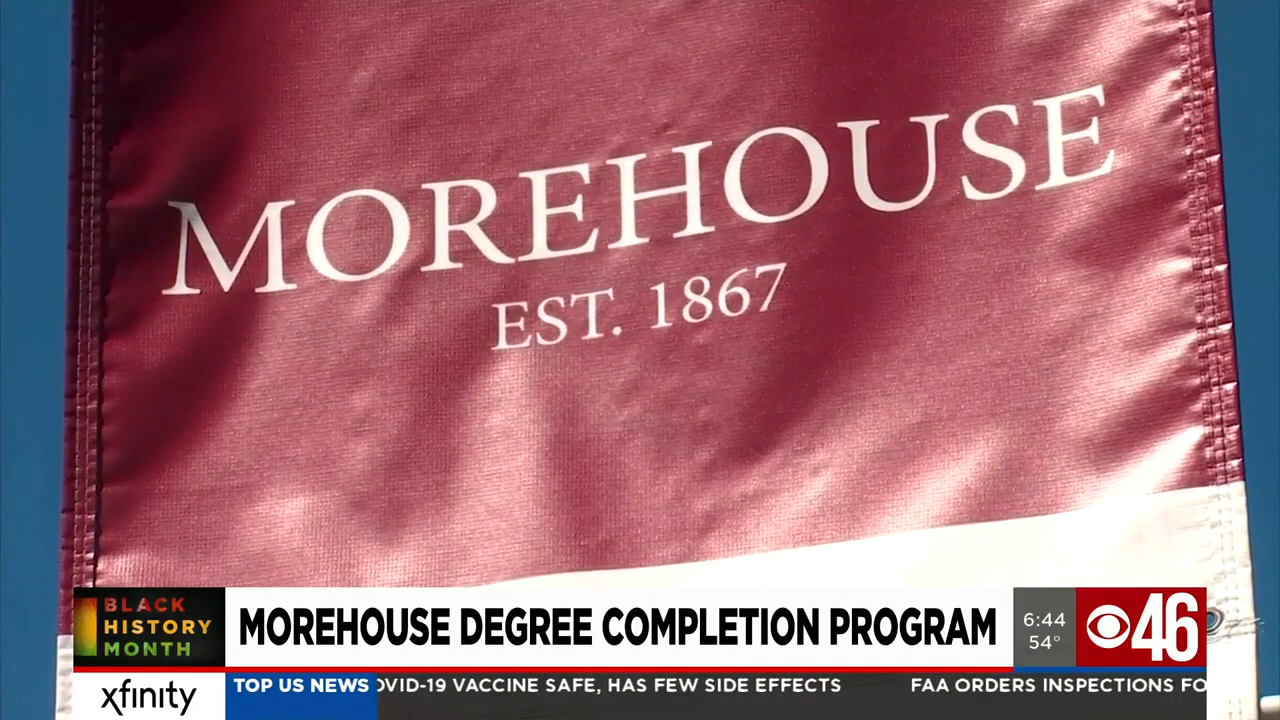 MOREHOUSE
EST. 1867
BLACK
HISTORY
MONTH
MOREHOUSE DEGREE COMPLETION PROGRAM
6:44
54°
46
xfinity
TOP US NEWS
OVID-19 VACCINE SAFE, HAS FEW SIDE EFFECTS
FAA ORDERS INSPECTIONS FO